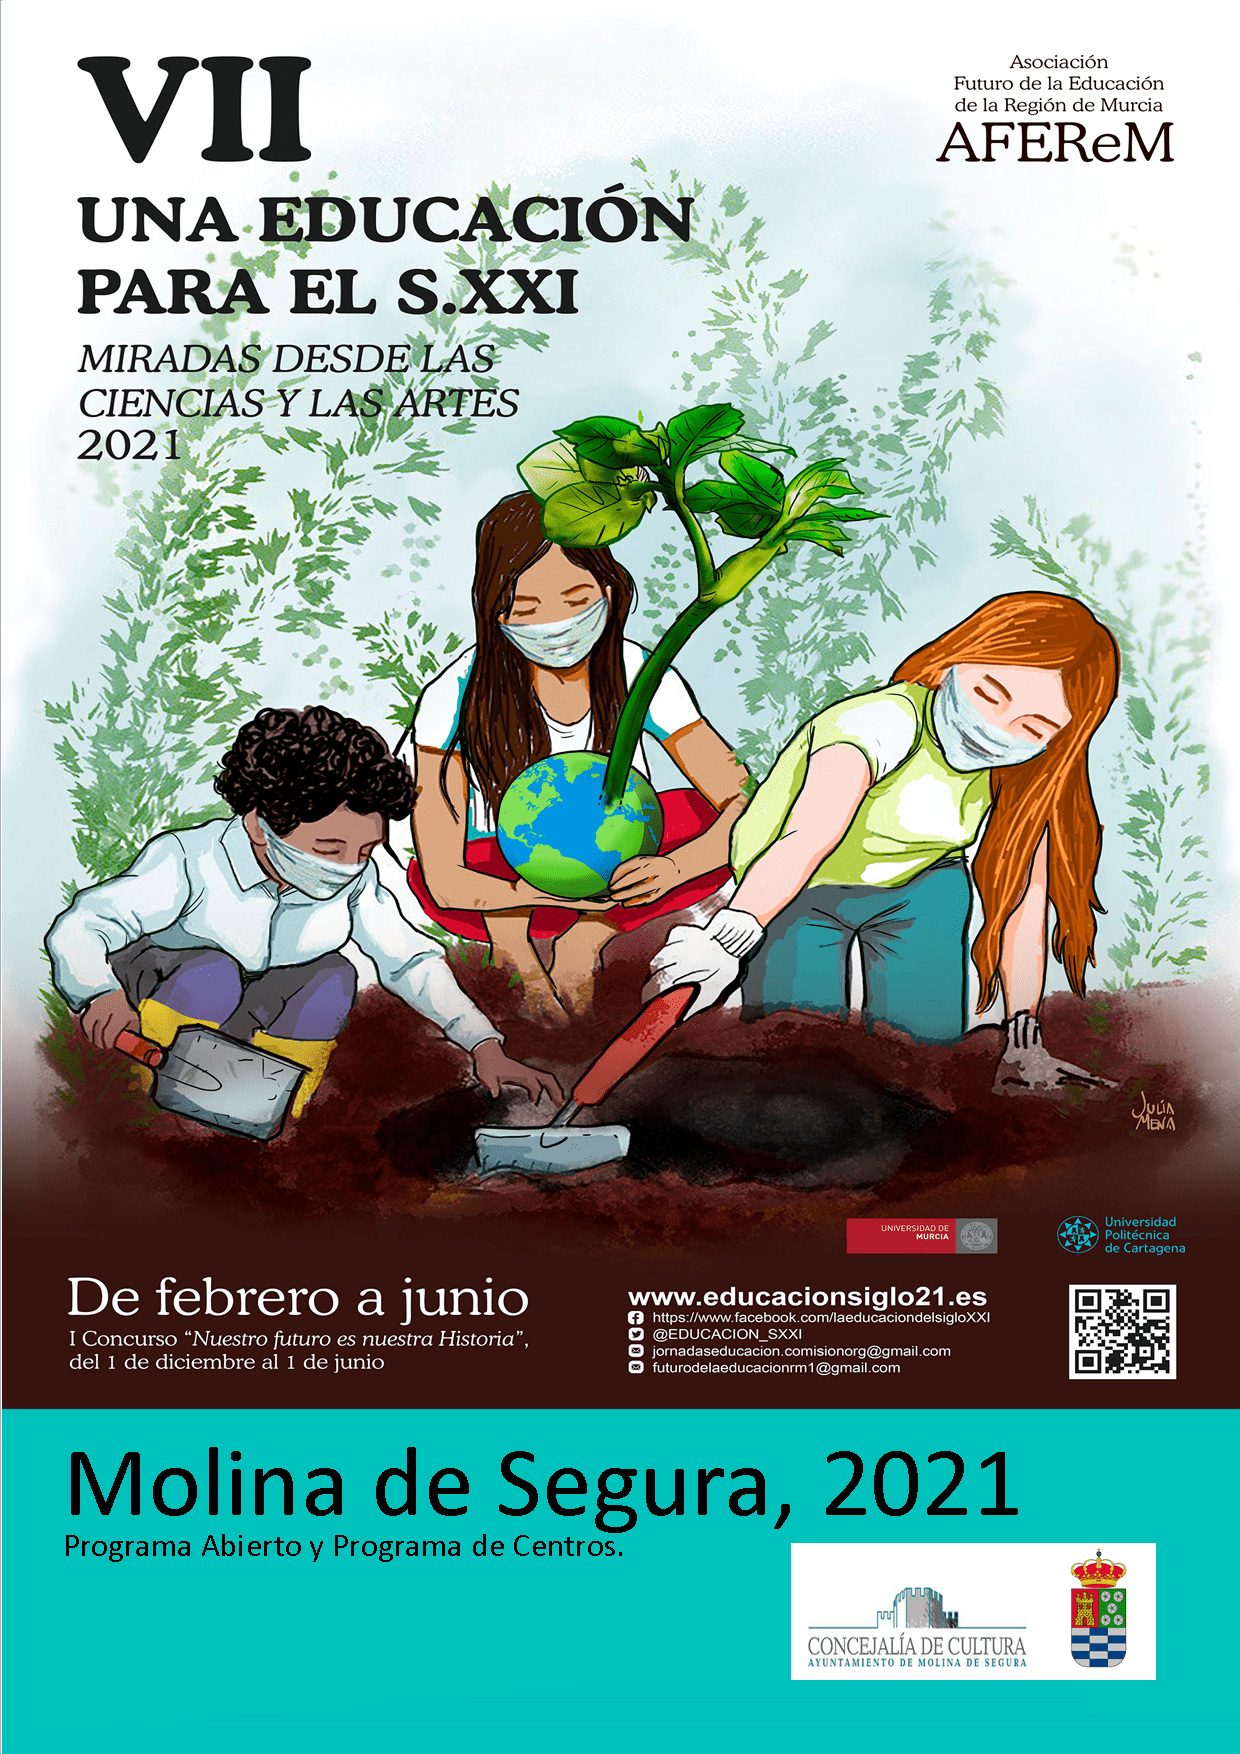 VII
UNA EDUCACIÓN
PARA EL S.XXI
MIRADAS DESDE LAS
CIENCIAS Y LAS ARTES
2021
Asociación
Futuro de la Educación
de la Región de Murcia
AFEReM
JULIA
MENA
UNIVERSIDAD DE
MURCIA
Universidad
Politécnica
de Cartagena
De febrero a junio
I Concurso “Nuestro futuro es nuestra Historia”,
del 1 de diciembre al 1 de junio
www.educacionsiglo21.es
https://www.facebook.com/laeducaciondelsigloXXI
@EDUCACION_SXXI
jornadaseducacion.comisionorg@gmail.com
futurodelaeducacionrm1@gmail.com
Molina de Segura, 2021
Programa Abierto y Programa de Centros.
CONCEJALÍA DE CULTURA
AYUNTAMIENTO DE MOLINA DE SEGURA